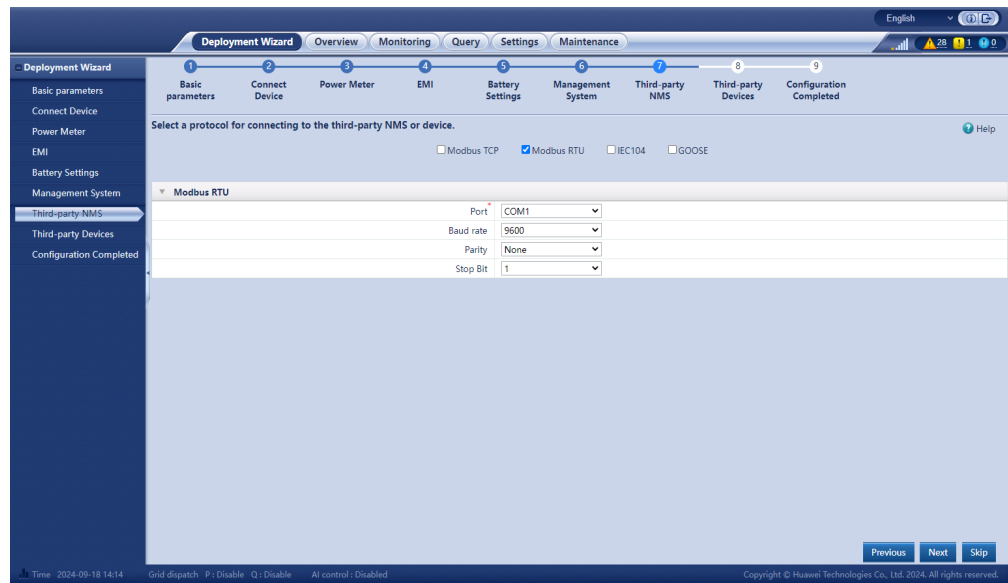 English
Deployment Wizard Overview Monitoring Query Settings Maintenance
28 1 0
Deployment Wizard
Basic parameters
Connect Device
Power Meter
EMI
Battery Settings
Management System
Third-party NMS
Third-party Devices
Configuration Completed
1 2 3 4 5 6 7 8 9
Basic parameters
Connect Device
Power Meter
EMI
Battery Settings
Management System
Third-party NMS
Third-party Devices
Configuration Completed
Select a protocol for connecting to the third-party NMS or device.
Help
Modbus TCP Modbus RTU IEC104 GOOSE
Modbus RTU
Port * COM1
Baud rate 9600
Parity None
Stop Bit 1
Previous Next Skip
Time 2024-09-18 14:14 Grid dispatch P : Disable Q : Disable AI control : Disabled Copyright © Huawei Technologies Co., Ltd. 2024. All rights reserved.